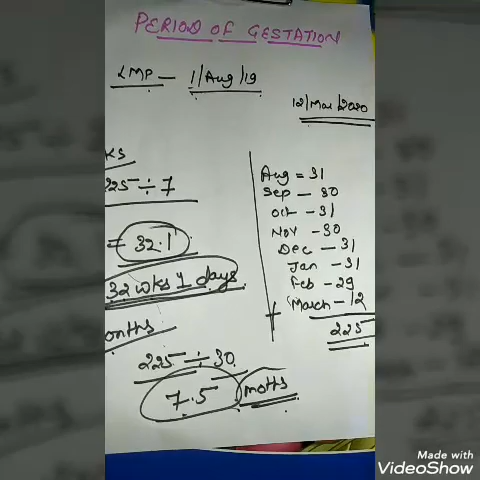 PERIOD OF GESTATION
LMP - 1/Aug/19
12/Mar/2020
KS
225 ÷ 7
= 32.1
32 wks 1 days
onths
225 ÷ 30
7.5 moths
Aug = 31
Sep - 30
Oct - 31
Nov - 30
Dec - 31
Jan - 31
Feb - 29
+ March - 12
225
Made with
VideoShow